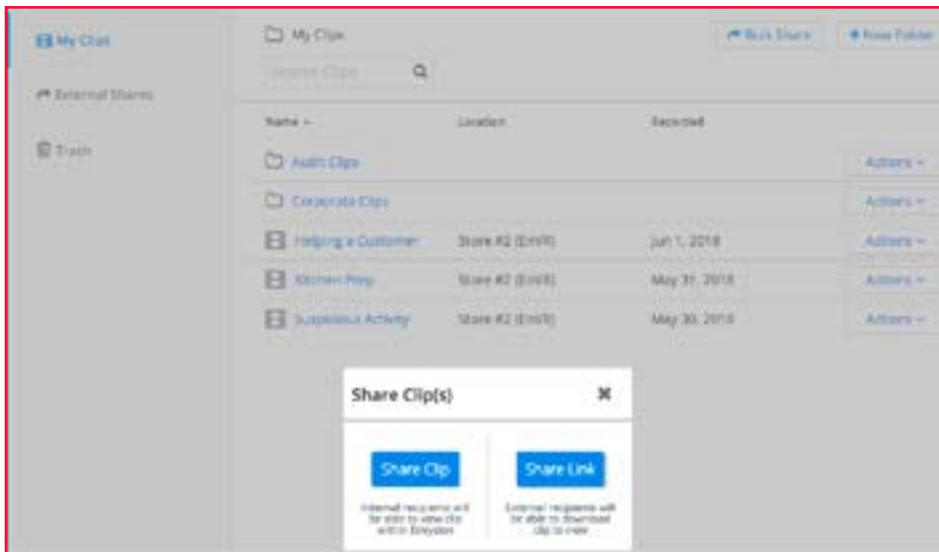 My Clips
External Shares
Trash
My Clips
Bulk Share
New Folder
Search Clips
Name
Location
Recorded
Audit Clips
Actions
Corporate Clips
Actions
Helping a Customer Store #2 Jun 1, 2018 Actions
Kitchen Prep Store #2 May 31, 2018 Actions
Suspicious Activity Store #2 May 30, 2018 Actions
Share Clip(s)
Share Clip
Share Link
Internal recipients will
be able to view clip
within
External recipients will
be able to download
clip to view